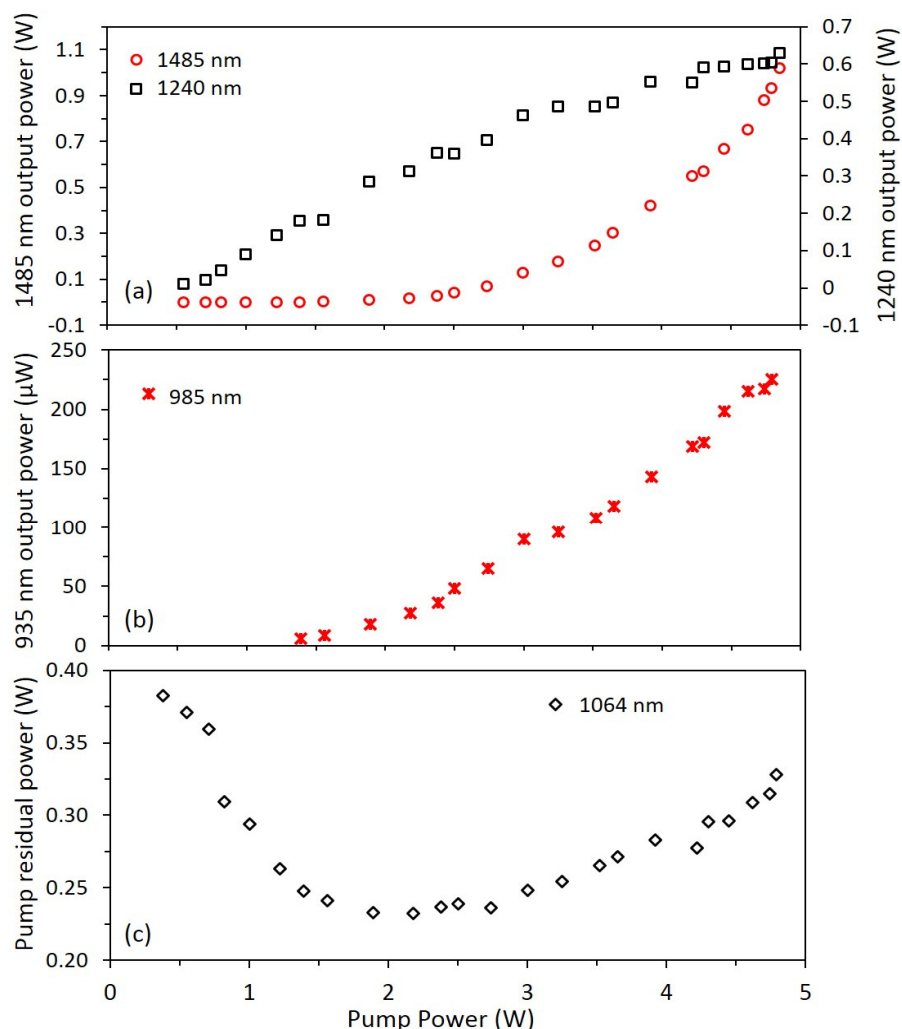 1485 nm output power (W)
1.1
0.9
0.7
0.5
0.3
0.1
-0.1
1485 nm
1240 nm
(a)
0.7
0.6
0.5
0.4
0.3
0.2
0.1
0
-0.1
1240 nm output power (W)
935 nm output power (µW)
250
200
150
100
50
0
985 nm
(b)
Pump residual power (W)
0.40
0.35
0.30
0.25
0.20
1064 nm
(c)
0 1 2 3 4 5
Pump Power (W)